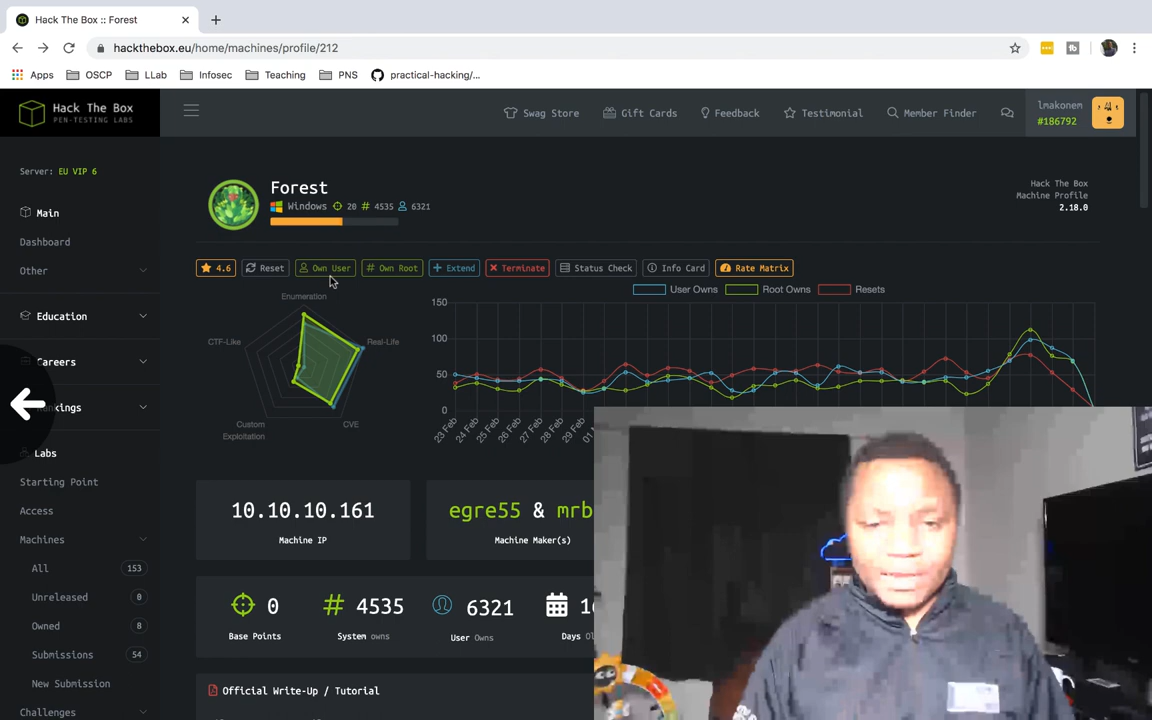 Hack The Box :: Forest
hackthebox.eu/home/machines/profile/212
Apps OSCP LLab Infosec Teaching PNS practical-hacking/...
Hack The Box
PEN-TESTING LABS
Swag Store Gift Cards Feedback Testimonial Member Finder
lmakonem
#186792
Server: EU VIP 6
Main
Dashboard
Other
Education
Careers
Labs
Starting Point
Access
Machines
All 153
Unreleased 0
Owned 8
Submissions 54
New Submission
Challenges
Forest
Windows 20 # 4535 6321
Hack The Box
Machine Profile
2.18.0
4.6 Reset Own User # Own Root Extend Terminate Status Check Info Card Rate Matrix
Enumeration
CTF-Like
Real-Life
Custom
Exploitation
CVE
User Owns Root Owns Resets
150
100
50
0
23 Feb 24 Feb 25 Feb 26 Feb 27 Feb 28 Feb 29 Feb
10.10.10.161
Machine IP
egre55 & mrb
Machine Maker(s)
0
Base Points
# 4535
System owns
6321
User Owns
Official Write-Up / Tutorial